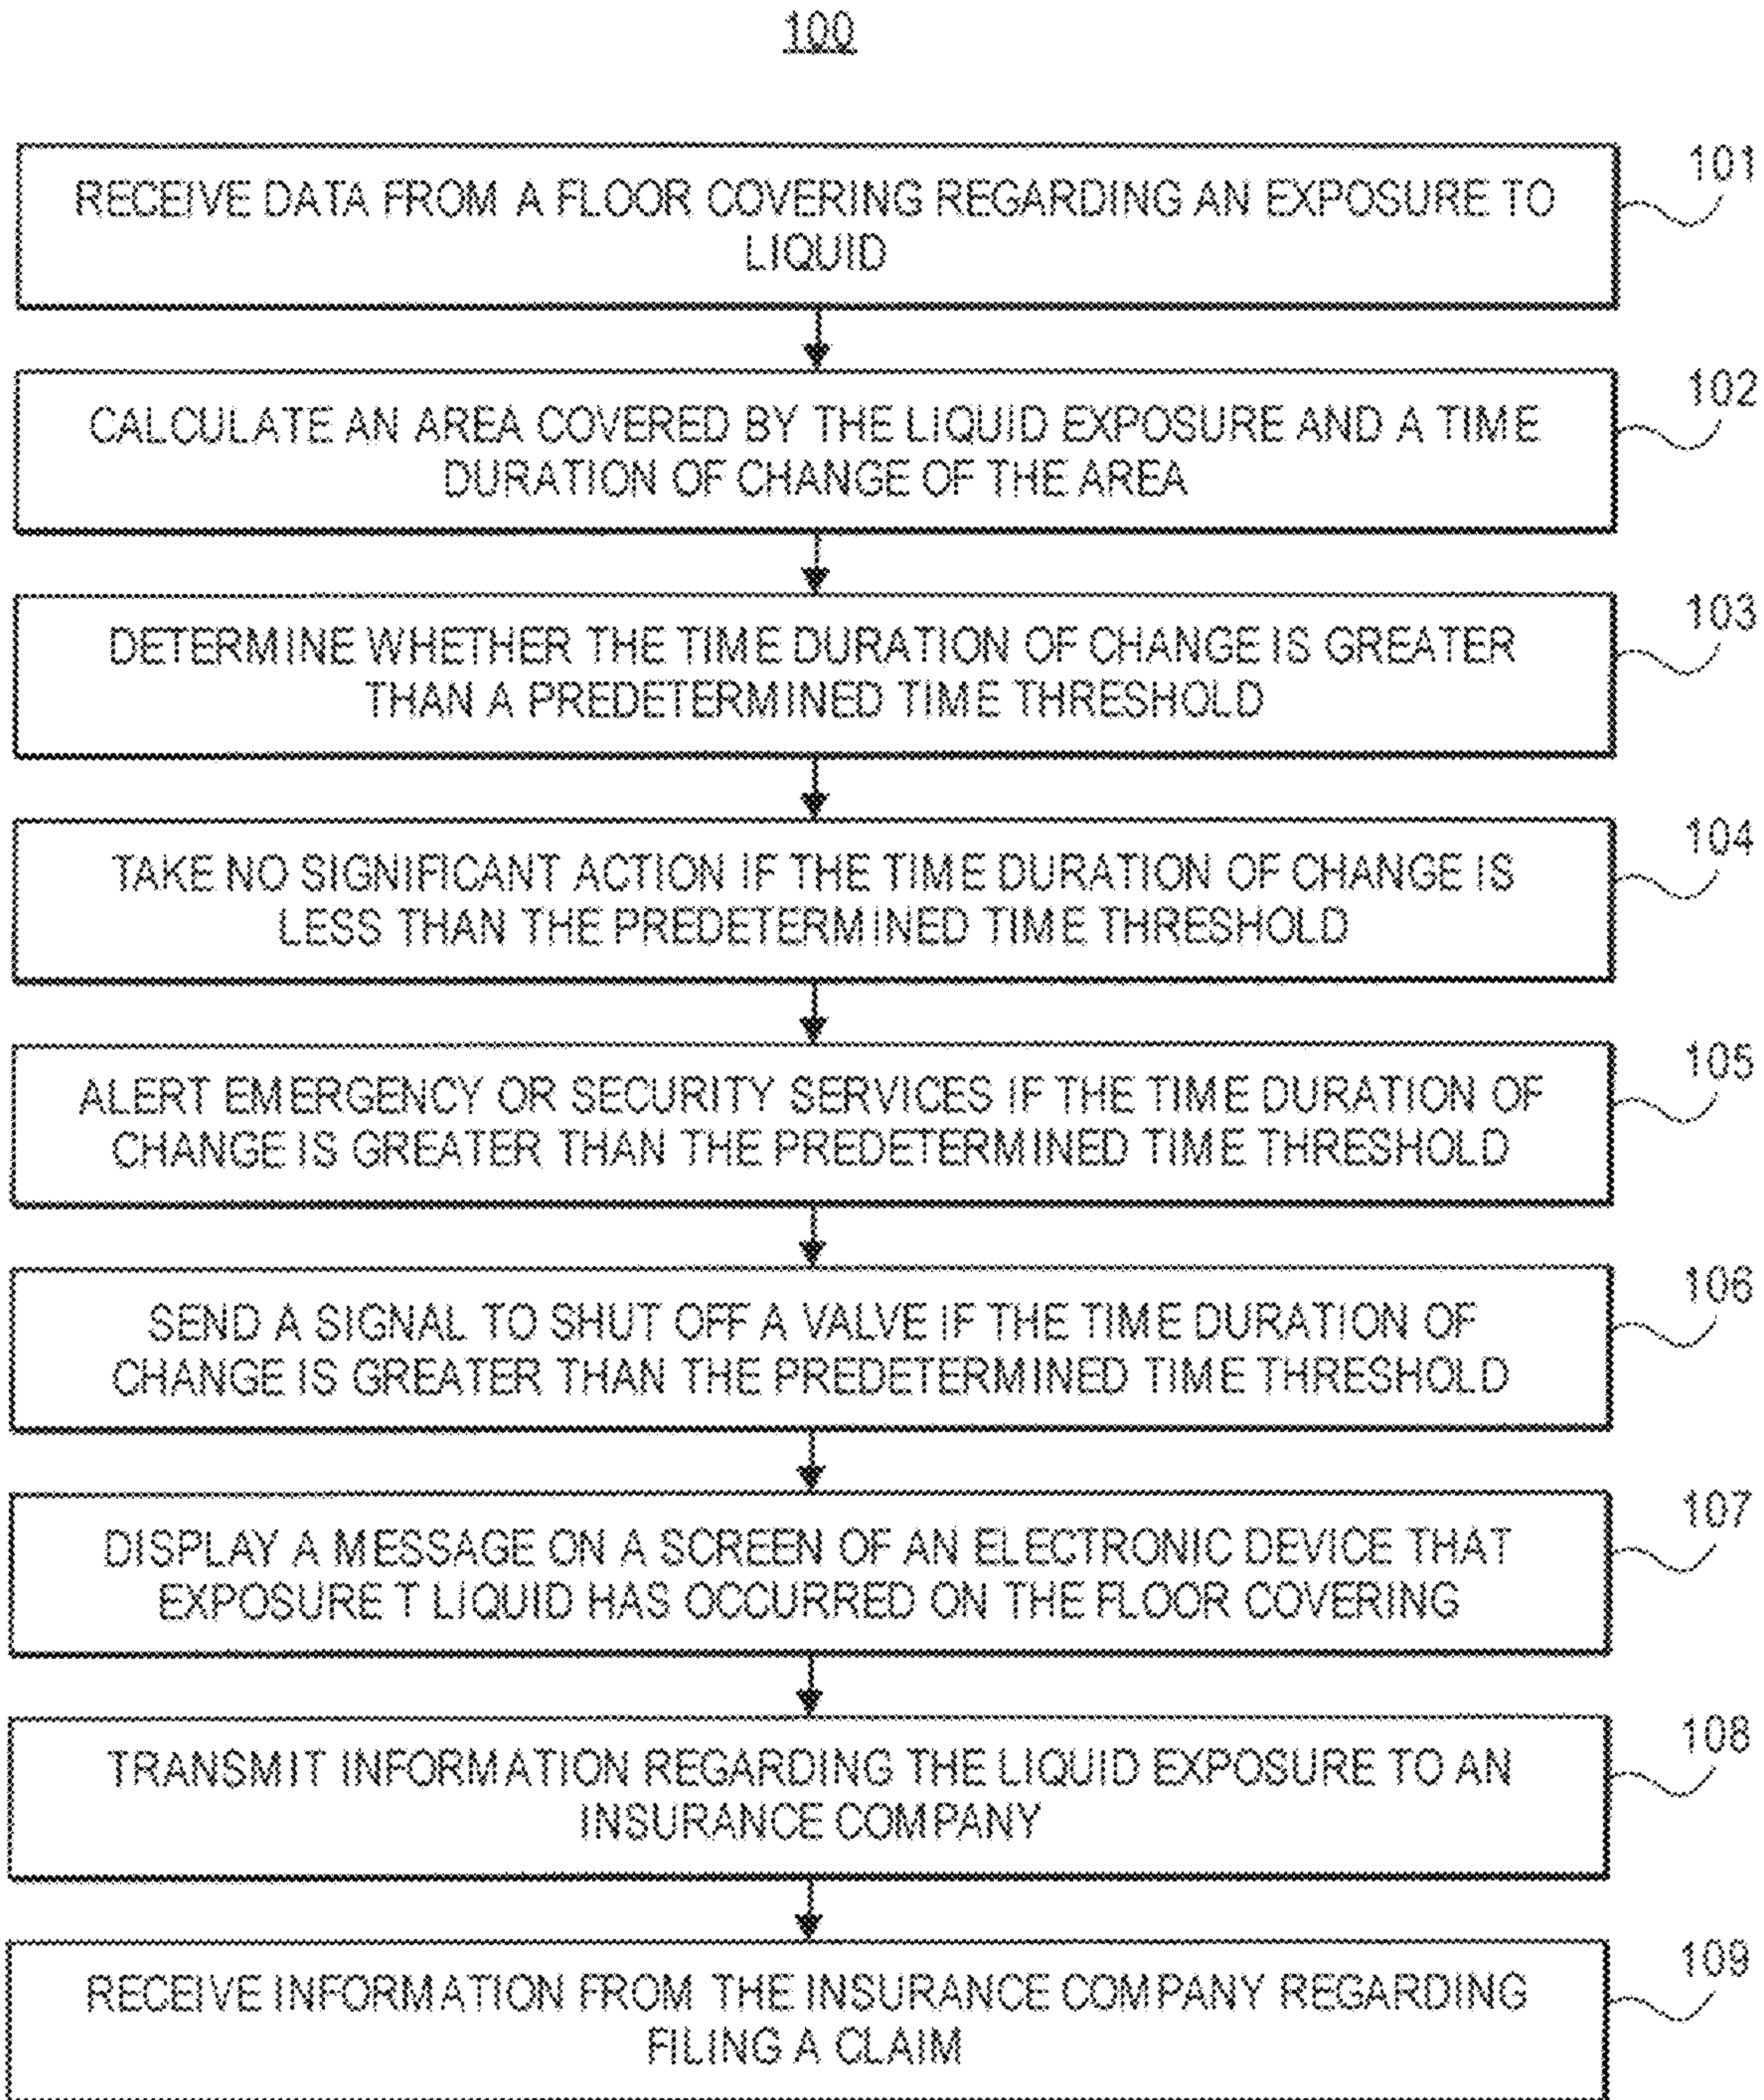 100
RECEIVE DATA FROM A FLOOR COVERING REGARDING AN EXPOSURE TO
LIQUID
101
CALCULATE AN AREA COVERED BY THE LIQUID EXPOSURE AND A TIME
DURATION OF CHANGE OF THE AREA
102
DETERMINE WHETHER THE TIME DURATION OF CHANGE IS GREATER
THAN A PREDETERMINED TIME THRESHOLD
103
TAKE NO SIGNIFICANT ACTION IF THE TIME DURATION OF CHANGE IS
LESS THAN THE PREDETERMINED TIME THRESHOLD
104
ALERT EMERGENCY OR SECURITY SERVICES IF THE TIME DURATION OF
CHANGE IS GREATER THAN THE PREDETERMINED TIME THRESHOLD
105
SEND A SIGNAL TO SHUT OFF A VALVE IF THE TIME DURATION OF
CHANGE IS GREATER THAN THE PREDETERMINED TIME THRESHOLD
106
DISPLAY A MESSAGE ON A SCREEN OF AN ELECTRONIC DEVICE THAT
EXPOSURE T LIQUID HAS OCCURRED ON THE FLOOR COVERING
107
TRANSMIT INFORMATION REGARDING THE LIQUID EXPOSURE TO AN
INSURANCE COMPANY
108
RECEIVE INFORMATION FROM THE INSURANCE COMPANY REGARDING
FILING A CLAIM
109